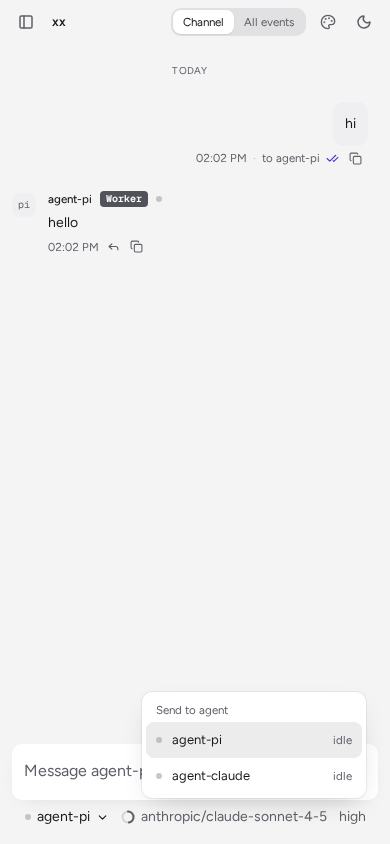 xx
Channel
All events
TODAY
hi
02:02 PM · to agent-pi
pi
agent-pi Worker
hello
02:02 PM
Send to agent
agent-pi idle
agent-claude idle
Message agent-p
agent-pi
anthropic/claude-sonnet-4-5 high